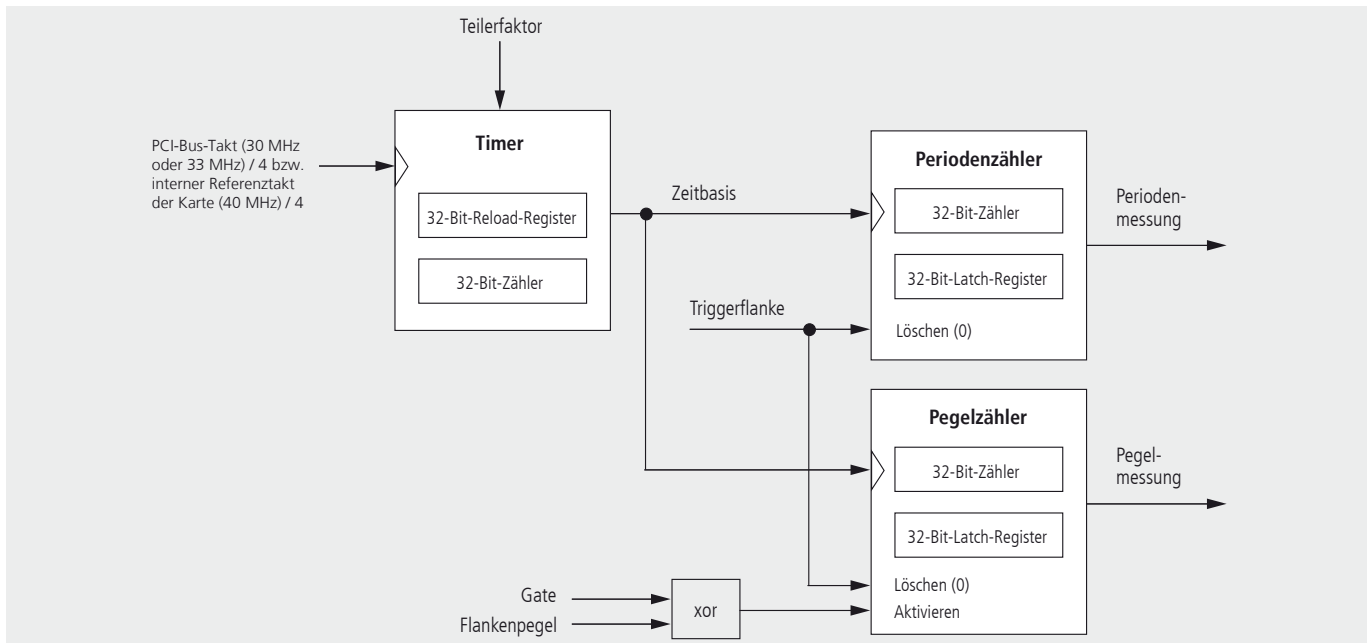 Teilerfaktor
PCI-Bus-Takt (30 MHz
oder 33 MHz) / 4 bzw.
interner Referenztakt
der Karte (40 MHz) / 4
Timer
32-Bit-Reload-Register
32-Bit-Zähler
Zeitbasis
Periodenzähler
32-Bit-Zähler
32-Bit-Latch-Register
Löschen (0)
Perioden-
messung
Triggerflanke
Pegelzähler
32-Bit-Zähler
32-Bit-Latch-Register
Löschen (0)
Aktivieren
Pegel-
messung
Gate
Flankenpegel
xor